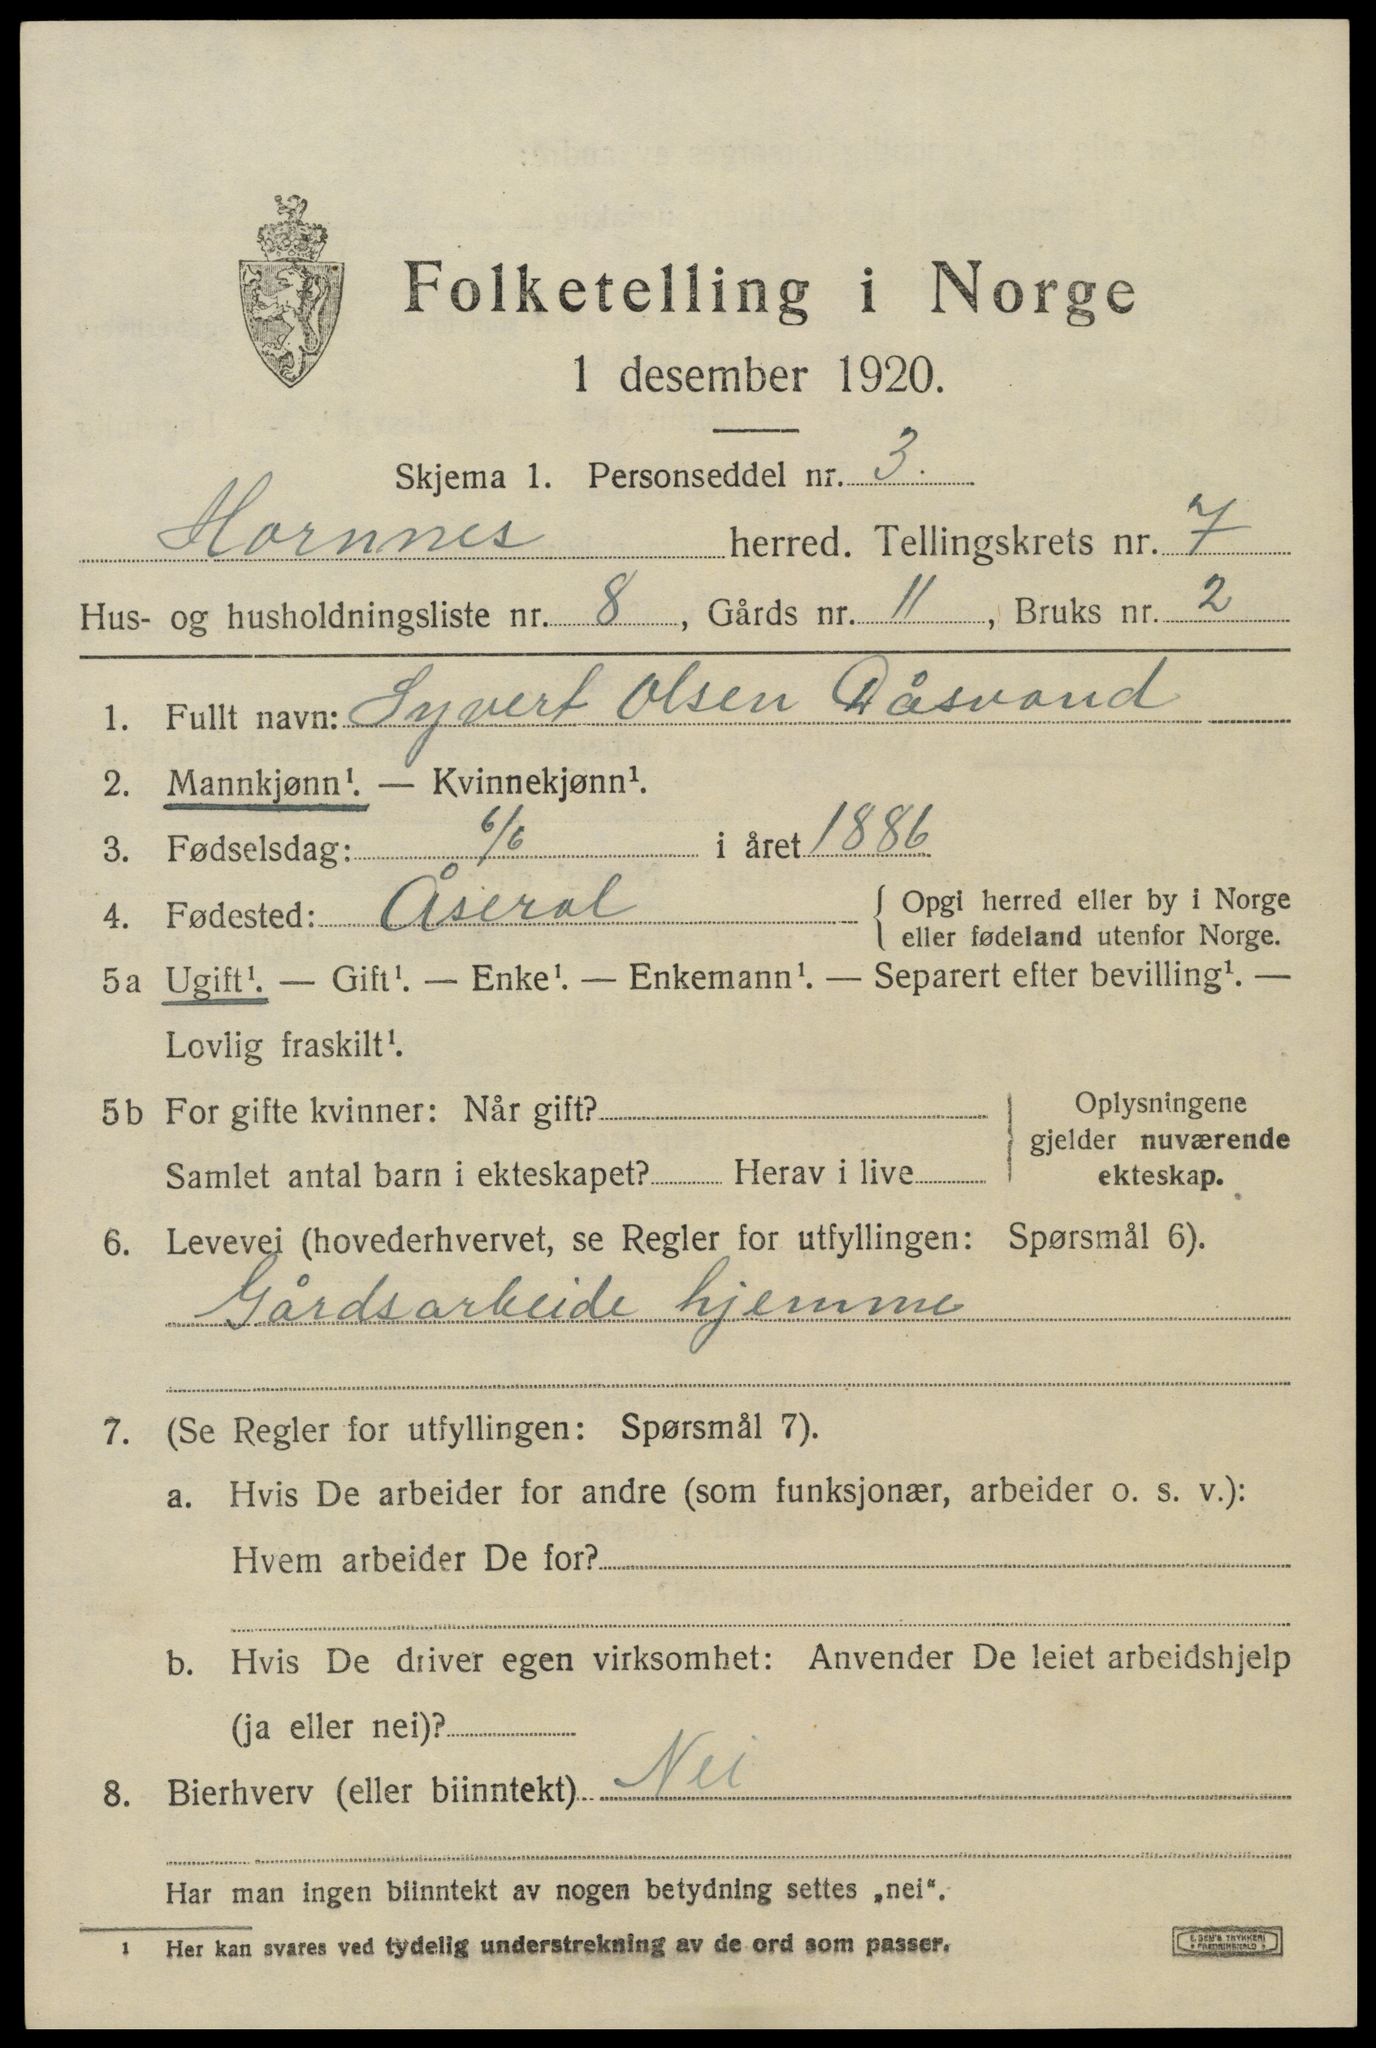 Folketelling i Norge
1 desember 1920.
Skjema 1. Personseddel nr. 3.
Hornnes herred. Tellingskrets nr. 7
Hus- og husholdningsliste nr. 8, Gårds nr. 11, Bruks nr. 2
1. Fullt navn: Syvert Olsen Dåsvand
2. Mannkjønn¹. — Kvinnekjønn¹.
3. Fødselsdag: 6/6 i året 1886
4. Fødested: Åseral { Opgi herred eller by i Norge
eller fødeland utenfor Norge.
5a Ugift¹. — Gift¹. — Enke¹. — Enkemann¹. — Separert efter bevilling¹. —
Lovlig fraskilt¹.
5b For gifte kvinner: Når gift? Oplysningene
gjelder nuværende
Samlet antal barn i ekteskapet? Herav i live ekteskap.
6. Levevei (hovederhvervet, se Regler for utfyllingen: Spørsmål 6).
Gårdsarbeide hjemme
7. (Se Regler for utfyllingen: Spørsmål 7).
a. Hvis De arbeider for andre (som funksjonær, arbeider o. s. v.):
Hvem arbeider De for?
b. Hvis De driver egen virksomhet: Anvender De leiet arbeidshjelp
(ja eller nei)?
8. Bierhverv (eller biinntekt) Nei
Har man ingen biinntekt av nogen betydning settes „nei“.
1 Her kan svares ved tydelig understrekning av de ord som passer.
E. SEM'S TRYKKERI
FREDRIKSHALD